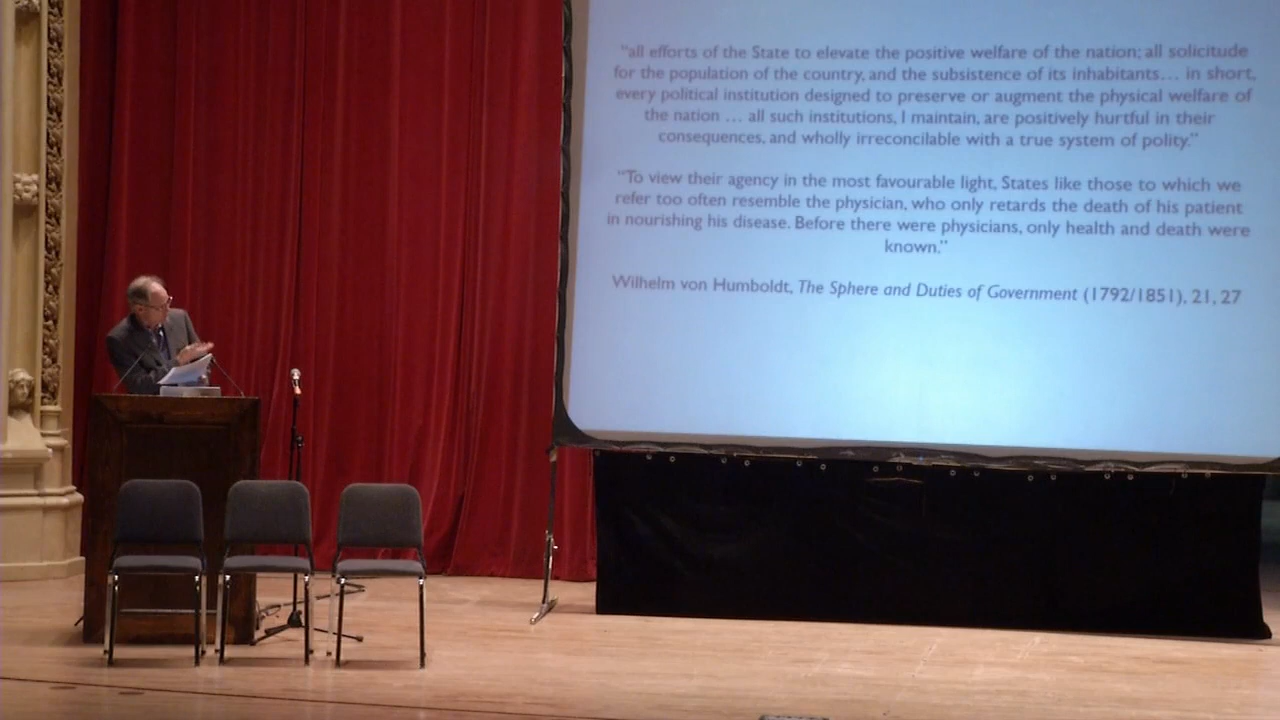 "all efforts of the State to elevate the positive welfare of the nation; all solicitude
for the population of the country, and the subsistence of its inhabitants… in short,
every political institution designed to preserve or augment the physical welfare of
the nation … all such institutions, I maintain, are positively hurtful in their
consequences, and wholly irreconcilable with a true system of polity."
"To view their agency in the most favourable light, States like those to which we
refer too often resemble the physician, who only retards the death of his patient
in nourishing his disease. Before there were physicians, only health and death were
known."
Wilhelm von Humboldt, The Sphere and Duties of Government (1792/1851), 21, 27